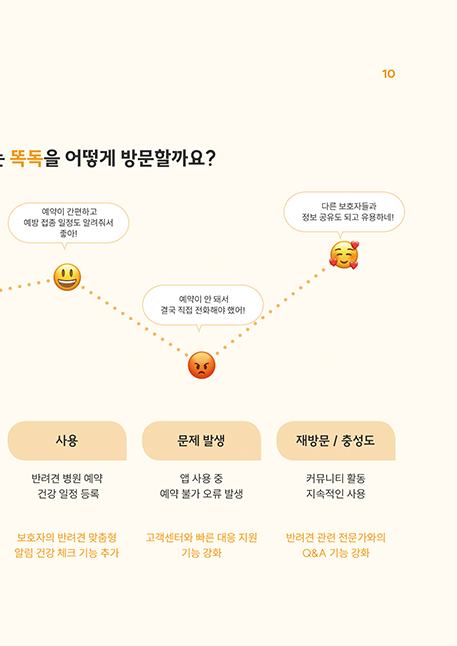 10
는 똑독을 어떻게 방문할까요?
예약이 간편하고
예방 접종 일정도 알려줘서
좋아!
다른 보호자들과
정보 공유도 되고 유용하네!
예약이 안 돼서
결국 직접 전화해야 했어!
사용
문제 발생
재방문 / 충성도
반려견 병원 예약
건강 일정 등록
앱 사용 중
예약 불가 오류 발생
커뮤니티 활동
지속적인 사용
보호자의 반려견 맞춤형
알림 건강 체크 기능 추가
고객센터와 빠른 대응 지원
기능 강화
반려견 관련 전문가와의
Q&A 기능 강화